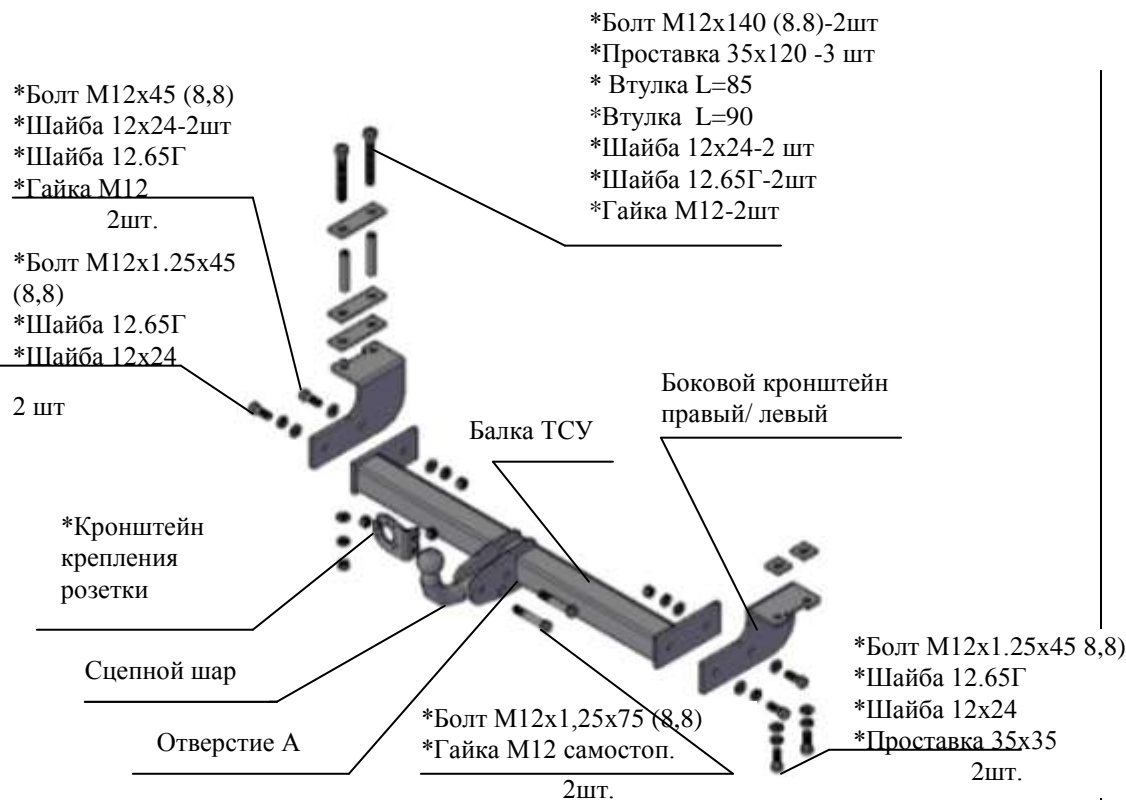 *Болт М12х140 (8.8)-2шт
*Проставка 35х120 -3 шт
* Втулка L=85
*Втулка L=90
*Шайба 12х24-2 шт
*Шайба 12.65Г-2шт
*Гайка М12-2шт
*Болт М12х45 (8,8)
*Шайба 12х24-2шт
*Шайба 12.65Г
*Гайка М12
2шт.
*Болт М12х1.25х45
(8,8)
*Шайба 12.65Г
*Шайба 12х24
2 шт
Боковой кронштейн
правый/ левый
Балка ТСУ
*Кронштейн
крепления
розетки
Сцепной шар
Отверстие А
*Болт М12х1,25х75 (8,8)
*Гайка М12 самостоп.
2шт.
*Болт М12х1.25х45 8,8)
*Шайба 12.65Г
*Шайба 12х24
*Проставка 35х35
2шт.